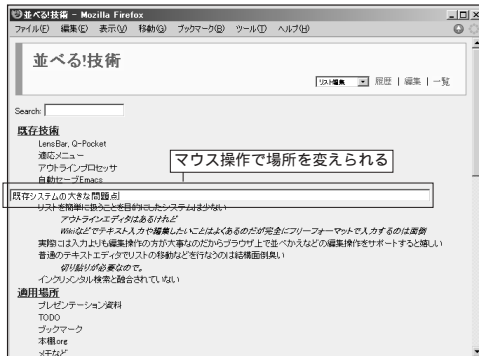 並べる!技術 - Mozilla Firefox
ファイル(F) 編集(E) 表示(V) 移動(G) ブックマーク(B) ツール(T) ヘルプ(H)
並べる!技術
リスト編集 履歴 | 編集 | 一覧
Search:
既存技術
LensBar, Q-Pocket
適応メニュー
アウトラインプロセッサ
自動セーブEmacs
マウス操作で場所を変えられる
既存システムの大きな問題点
リストを簡単に扱うことを目的にしたシステムは少ない
アウトラインエディタはあるけれど
Wikiなどでテキスト入力や編集したいことはよくあるのだが完全にフリーフォーマットで入力するのは面倒
実際には入力よりも編集操作の方が大事なのだからブラウザ上で並べかえなどの編集操作をサポートすると嬉しい
普通のテキストエディタでリストの移動などを行なうのは結構面倒臭い
切り貼りが必要なので。
インクリメンタル検索と融合されていない
適用場所
プレゼンテーション資料
TODO
ブックマーク
本棚.org
メモなど